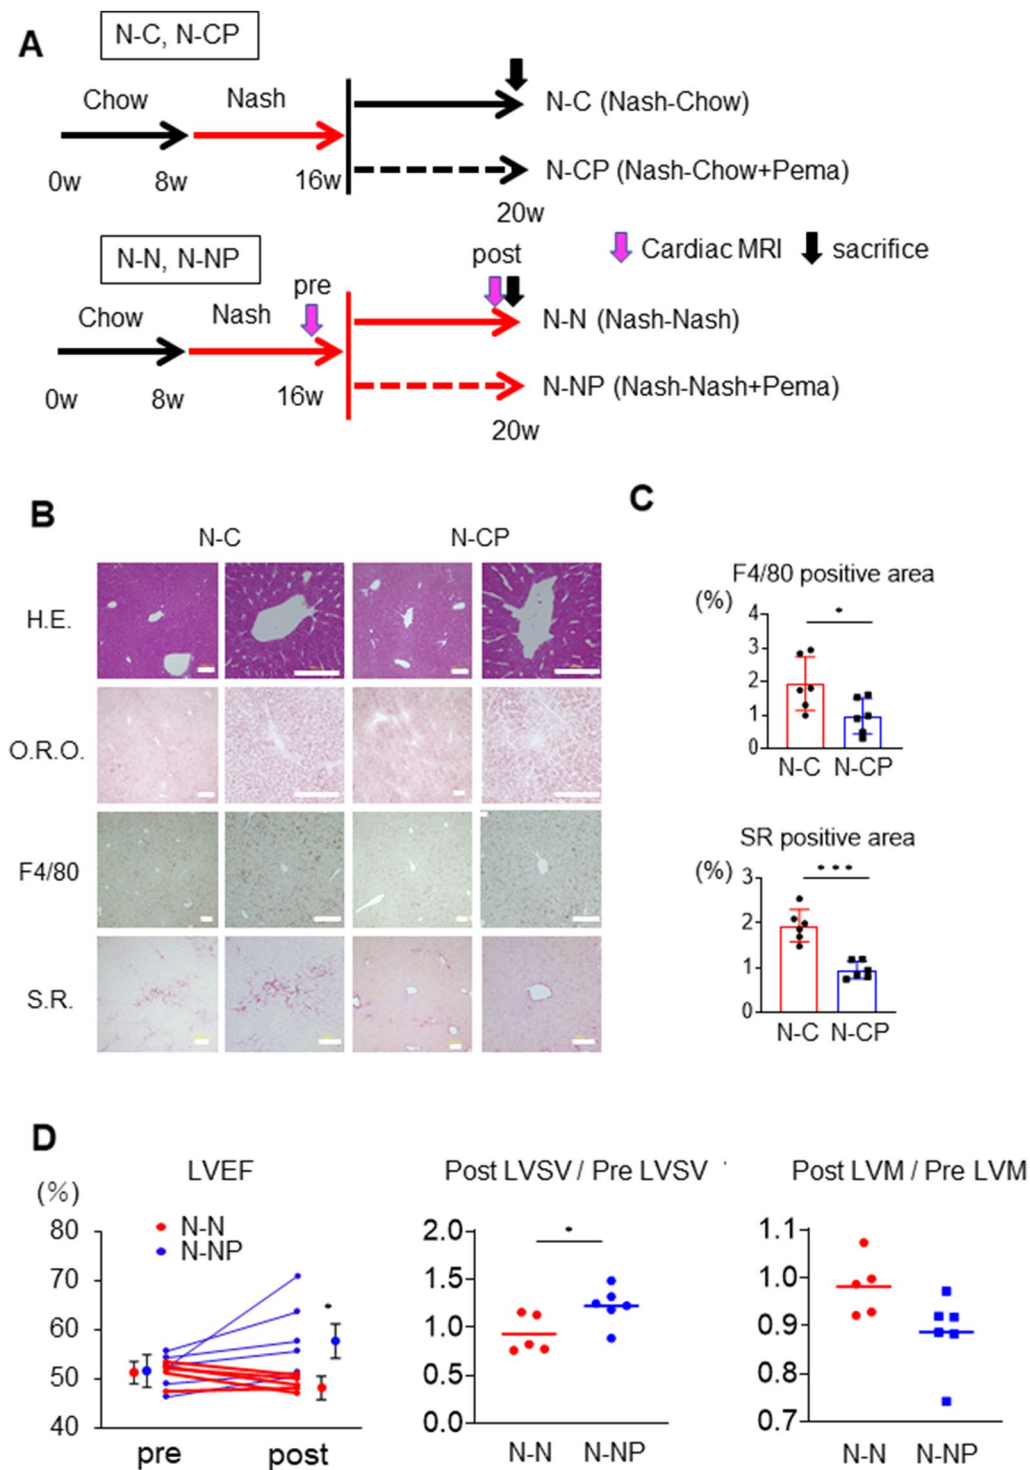 A
N-C, N-CP
Chow
Nash
0w
8w
16w
20w
N-C (Nash-Chow)
N-CP (Nash-Chow+Pema)
Cardiac MRI
sacrifice
N-N, N-NP
pre
post
Chow
Nash
0w
8w
16w
20w
N-N (Nash-Nash)
N-NP (Nash-Nash+Pema)
B
N-C
N-CP
H.E.
O.R.O.
F4/80
S.R.
C
F4/80 positive area
(%)
*
4
3
2
1
0
N-C
N-CP
SR positive area
(%)
***
3
2
1
0
N-C
N-CP
D
LVEF
(%)
N-N
N-NP
*
80
70
60
50
40
pre
post
Post LVSV / Pre LVSV
*
2.0
1.5
1.0
0.5
0.0
N-N
N-NP
Post LVM / Pre LVM
1.1
1.0
0.9
0.8
0.7
N-N
N-NP